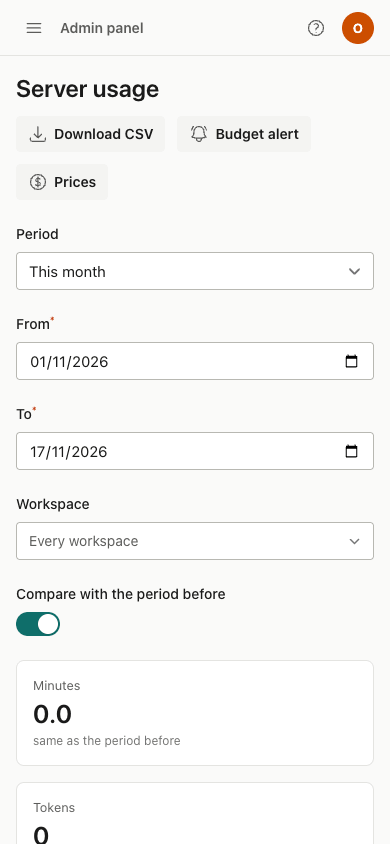 Admin panel
O
Server usage
Download CSV
Budget alert
Prices
Period
This month
From*
01/11/2026
To*
17/11/2026
Workspace
Every workspace
Compare with the period before
Minutes
0.0
same as the period before
Tokens
0